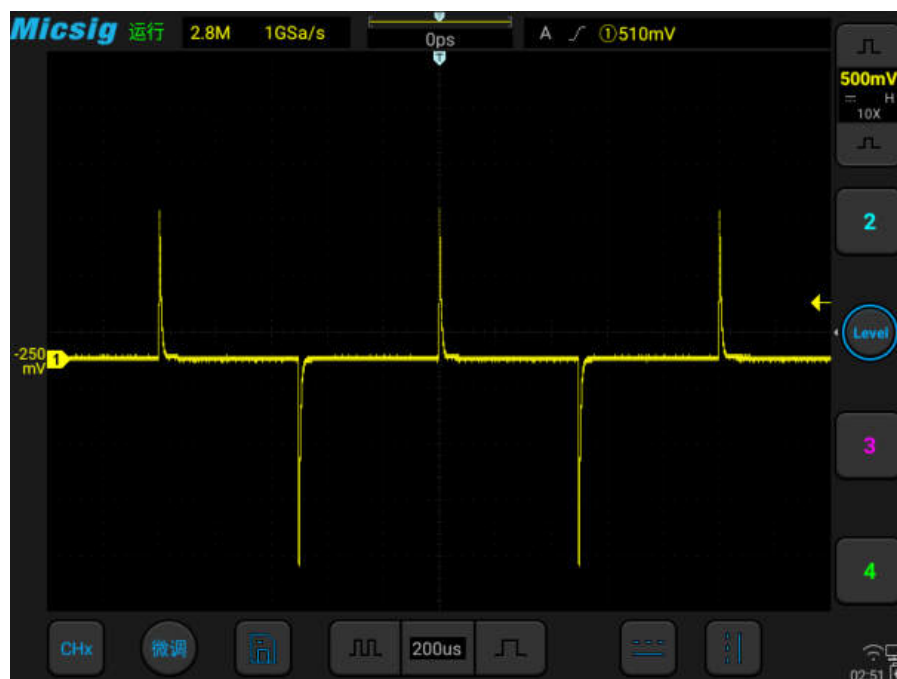 Micsig 运行 2.8M 1GSa/s 0ps A ①510mV
T
500mV
H
10X
2
Level
-250
mV
1
3
4
CHx 微调 200us
02:51